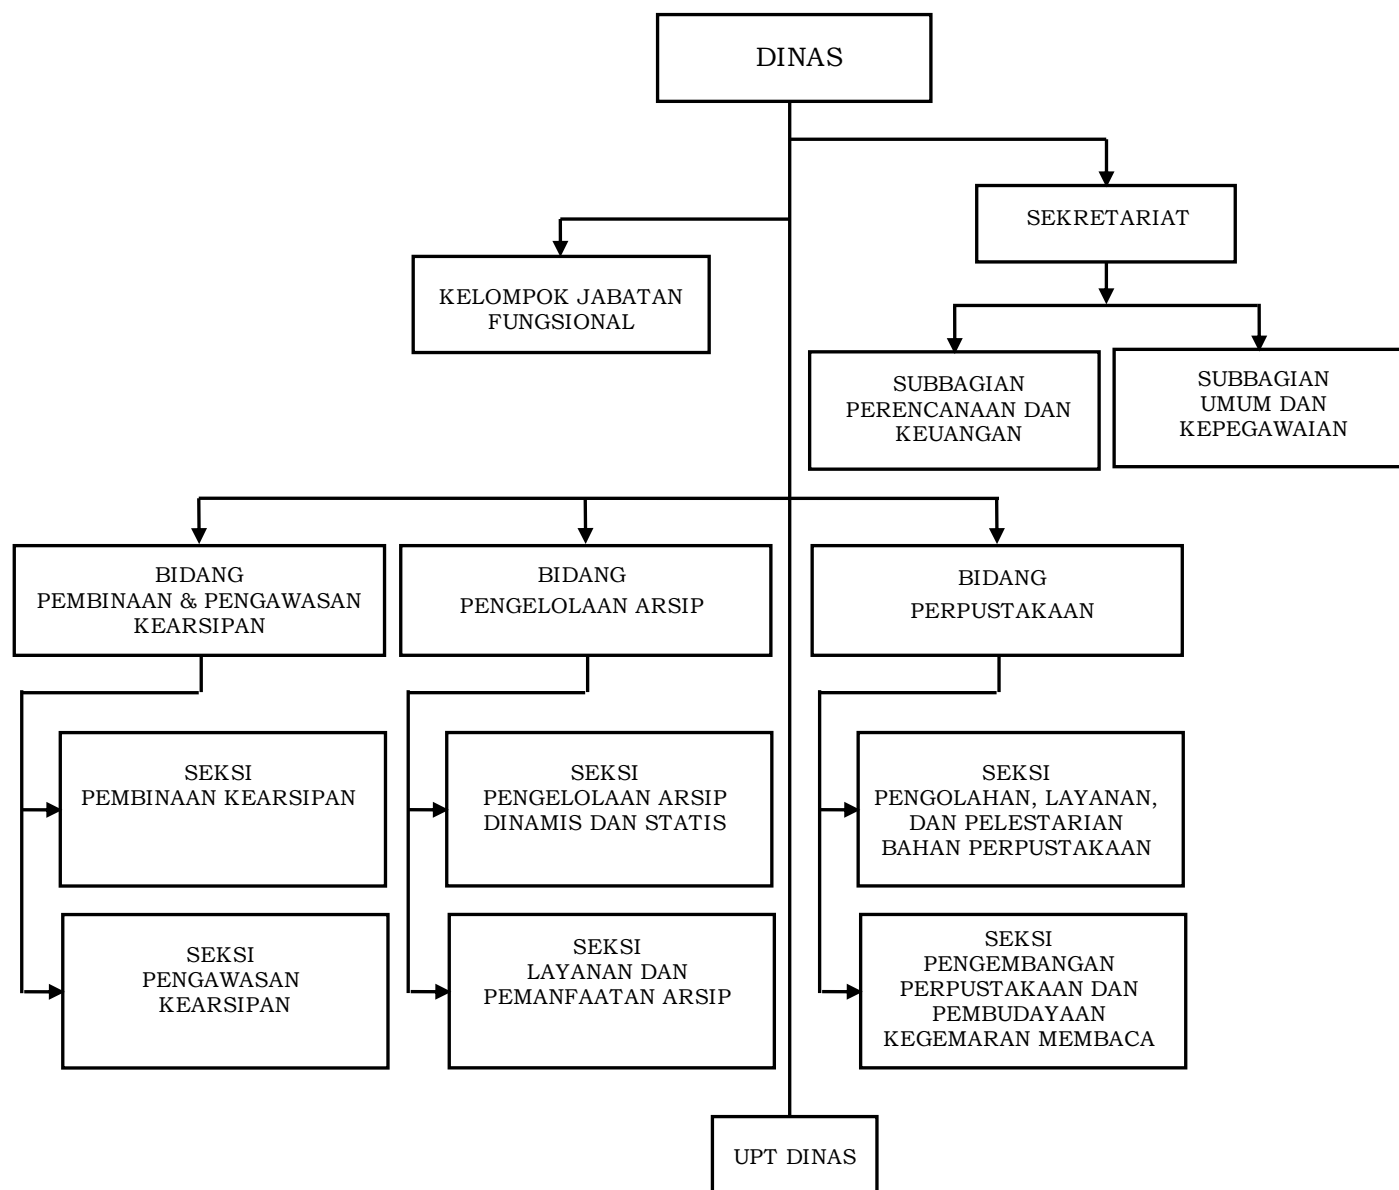 DINAS
SEKRETARIAT
KELOMPOK JABATAN
FUNGSIONAL
SUBBAGIAN
PERENCANAAN DAN
KEUANGAN
SUBBAGIAN
UMUM DAN
KEPEGAWAIAN
BIDANG
PEMBINAAN & PENGAWASAN
KEARSIPAN
BIDANG
PENGELOLAAN ARSIP
BIDANG
PERPUSTAKAAN
SEKSI
PEMBINAAN KEARSIPAN
SEKSI
PENGELOLAAN ARSIP
DINAMIS DAN STATIS
SEKSI
PENGOLAHAN, LAYANAN,
DAN PELESTARIAN
BAHAN PERPUSTAKAAN
SEKSI
PENGAWASAN
KEARSIPAN
SEKSI
LAYANAN DAN
PEMANFAATAN ARSIP
SEKSI
PENGEMBANGAN
PERPUSTAKAAN DAN
PEMBUDAYAAN
KEGEMARAN MEMBACA
UPT DINAS